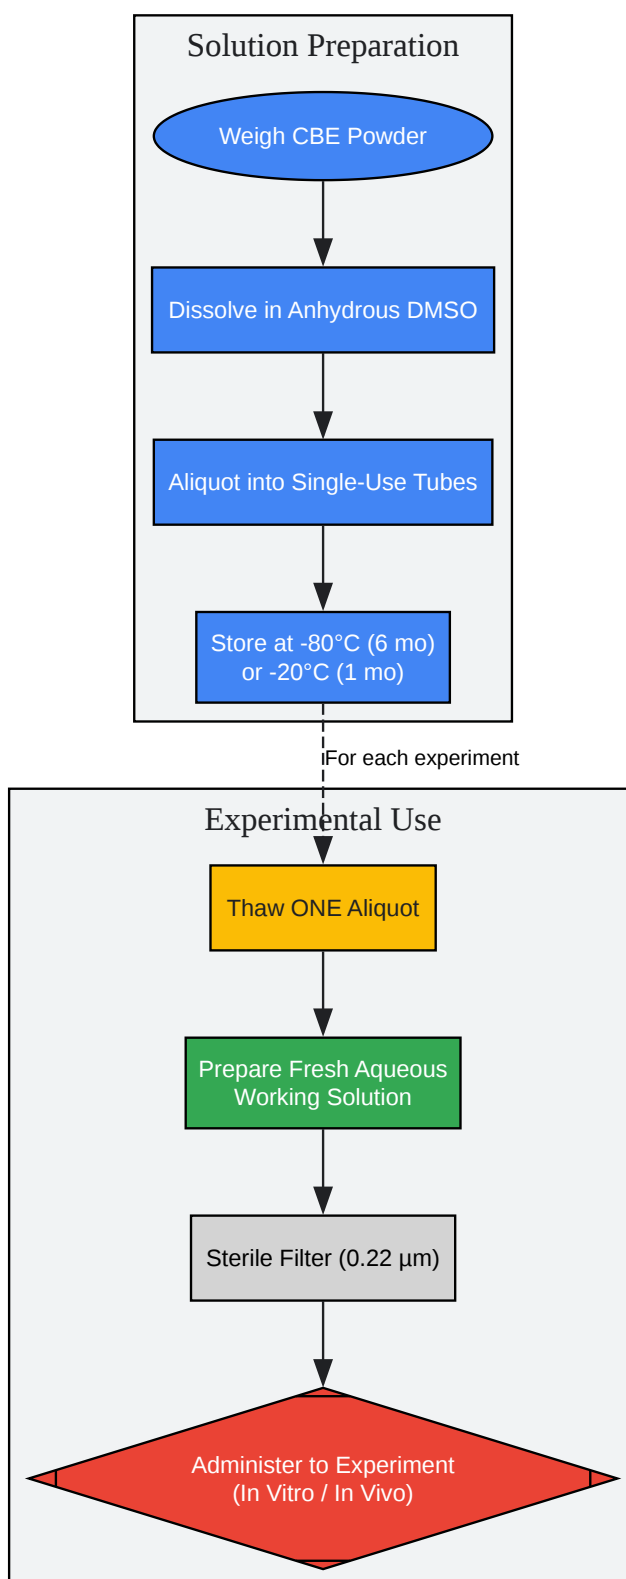 Solution Preparation
Weigh CBE Powder
Dissolve in Anhydrous DMSO
Aliquot into Single-Use Tubes
Store at -80°C (6 mo)
or -20°C (1 mo)
For each experiment
Experimental Use
Thaw ONE Aliquot
Prepare Fresh Aqueous
Working Solution
Sterile Filter (0.22 µm)
Administer to Experiment
(In Vitro / In Vivo)